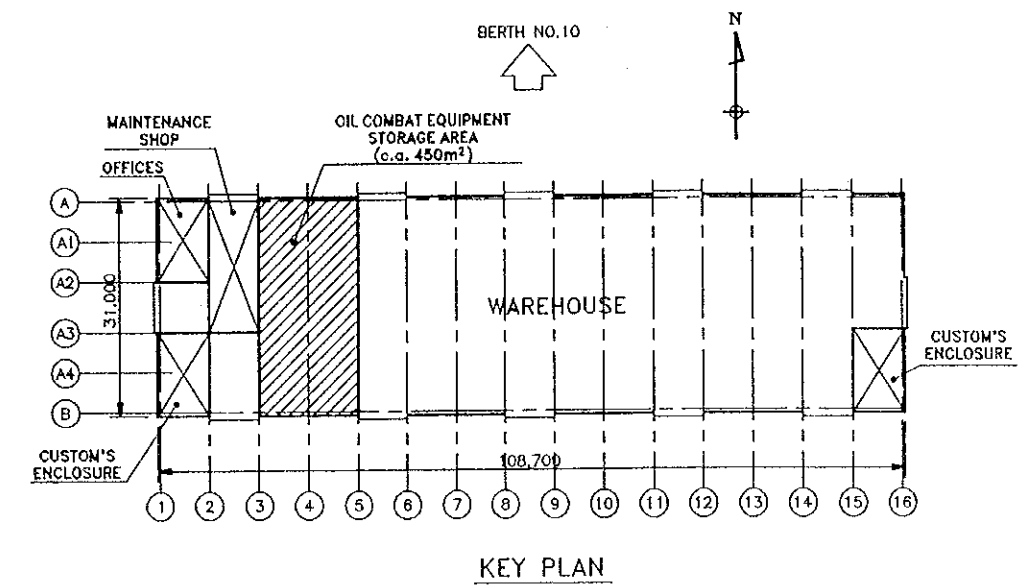 BERTH NO.10
N
MAINTENANCE
SHOP
OFFICES
OIL COMBAT EQUIPMENT
STORAGE AREA
(c.a. 450m²)
A
A1
A2
A3
A4
B
31,000
WAREHOUSE
CUSTOM'S
ENCLOSURE
CUSTOM'S
ENCLOSURE
108,700
1 2 3 4 5 6 7 8 9 10 11 12 13 14 15 16
KEY PLAN